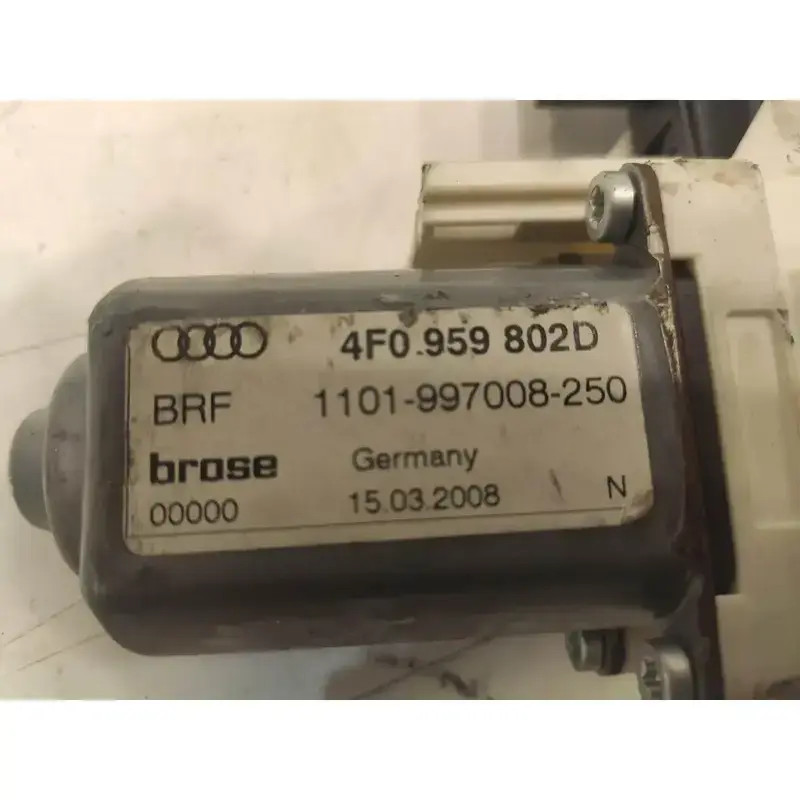 4F0.959 802D
BRF 1101-997008-250
brose Germany
00000 15.03.2008 N